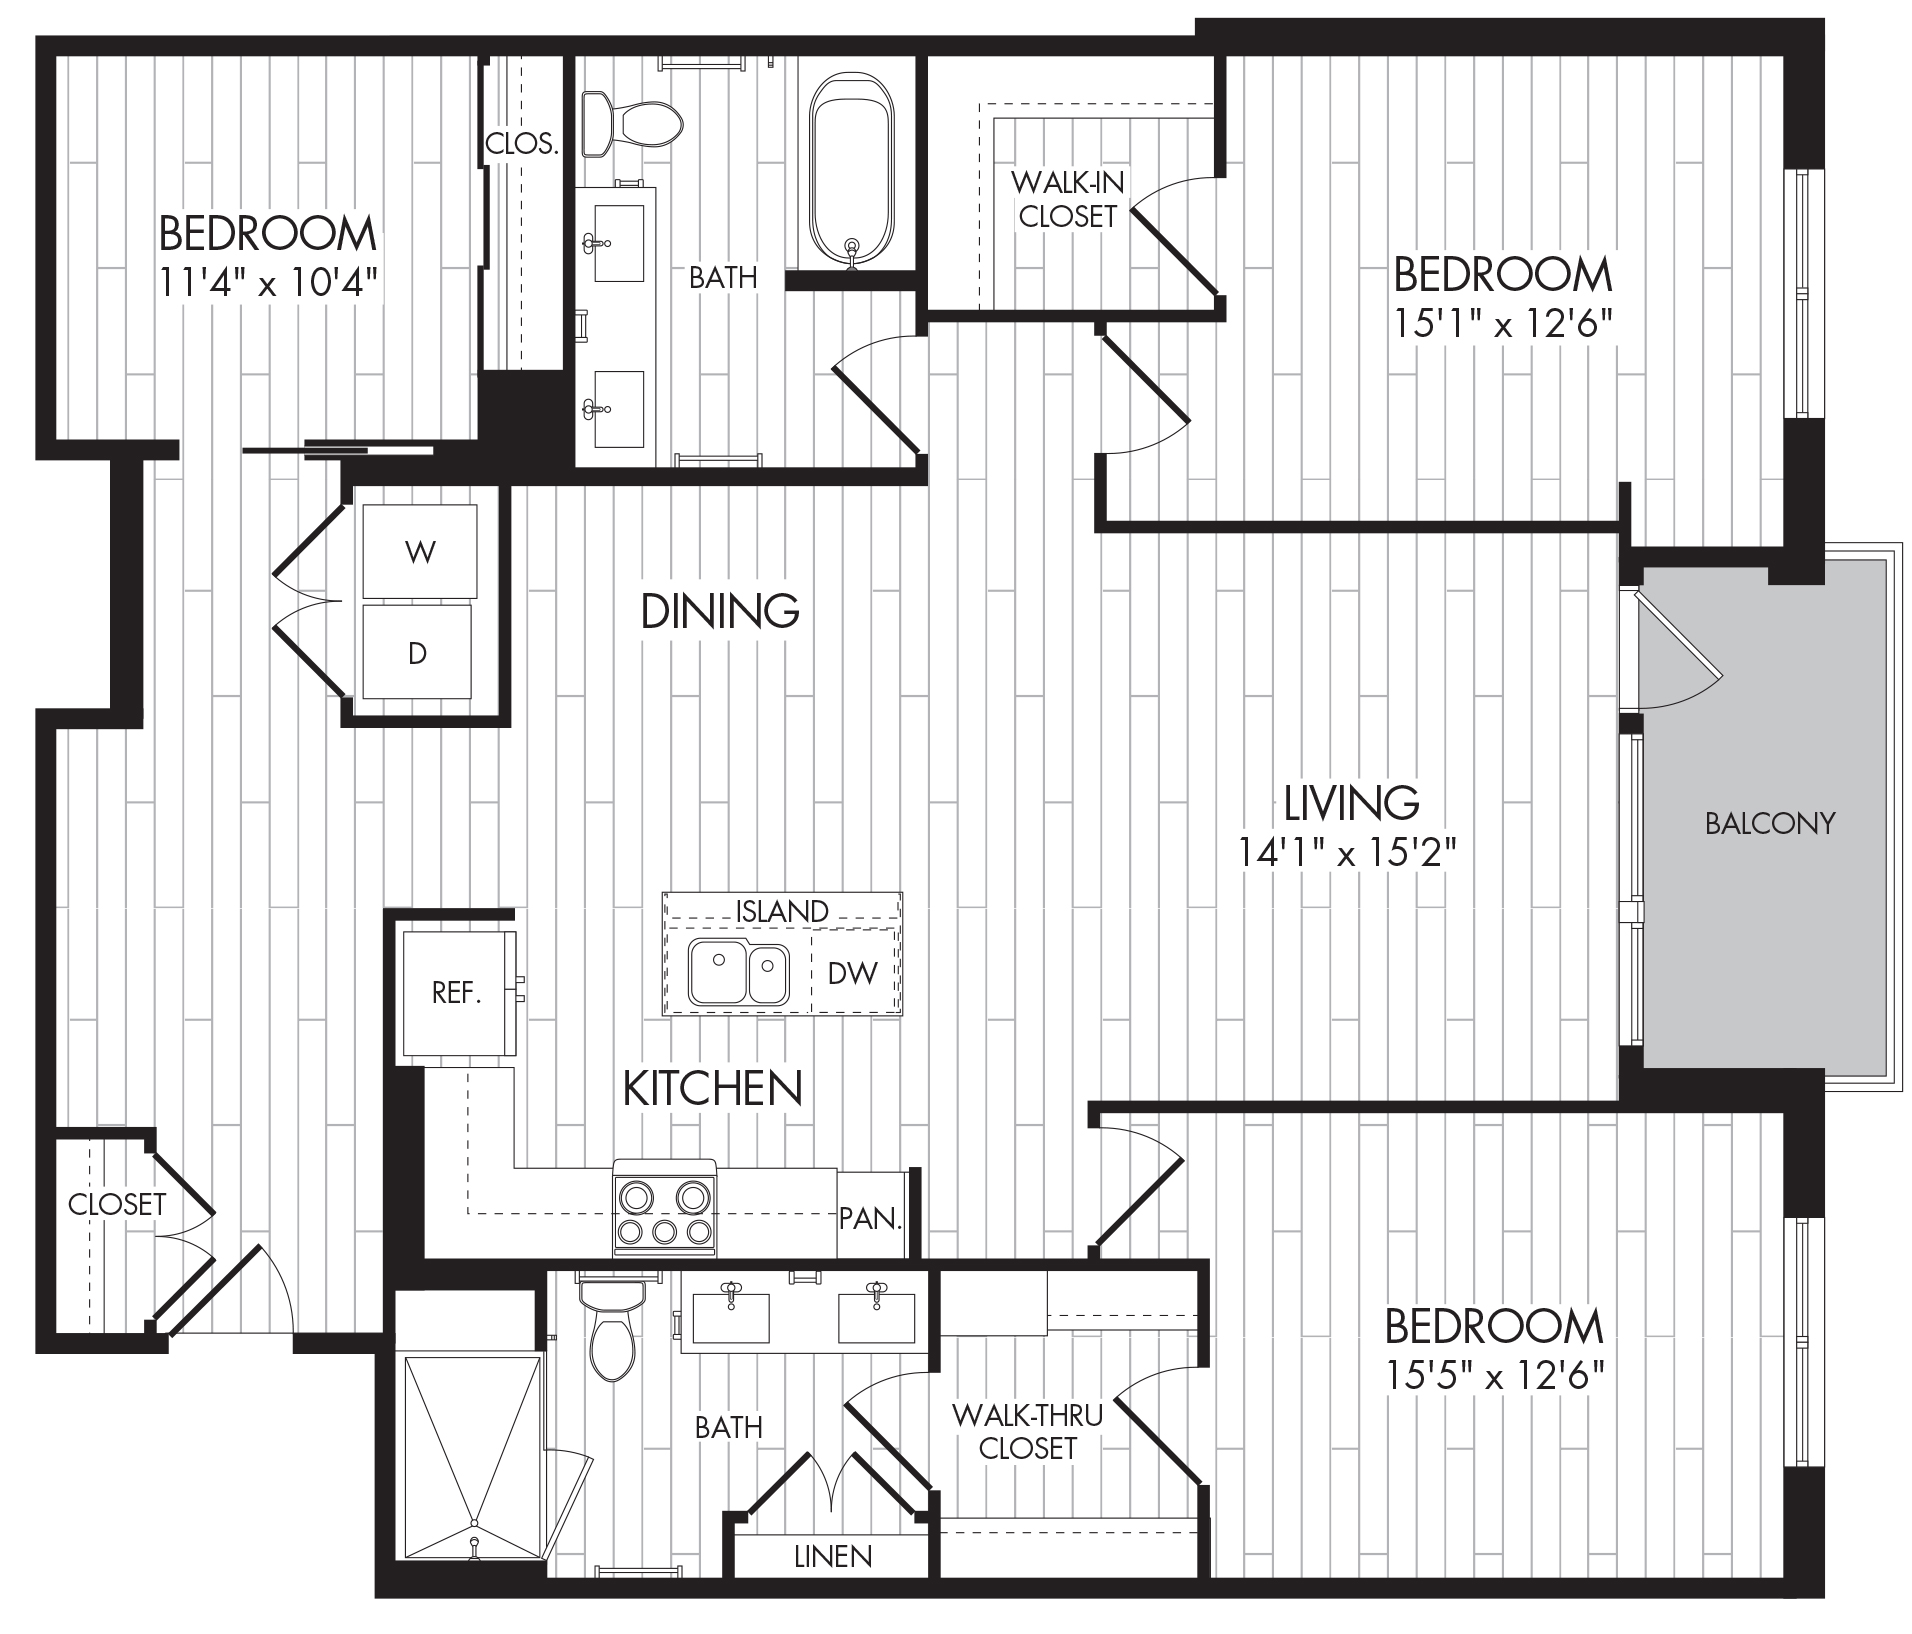 CLOS.
BEDROOM
11'4" x 10'4"
BATH
WALK-IN
CLOSET
BEDROOM
15'1" x 12'6"
W
D
DINING
LIVING
14'1" x 15'2"
BALCONY
ISLAND
DW
REF.
KITCHEN
CLOSET
PAN.
BEDROOM
15'5" x 12'6"
BATH
WALK-THRU
CLOSET
LINEN